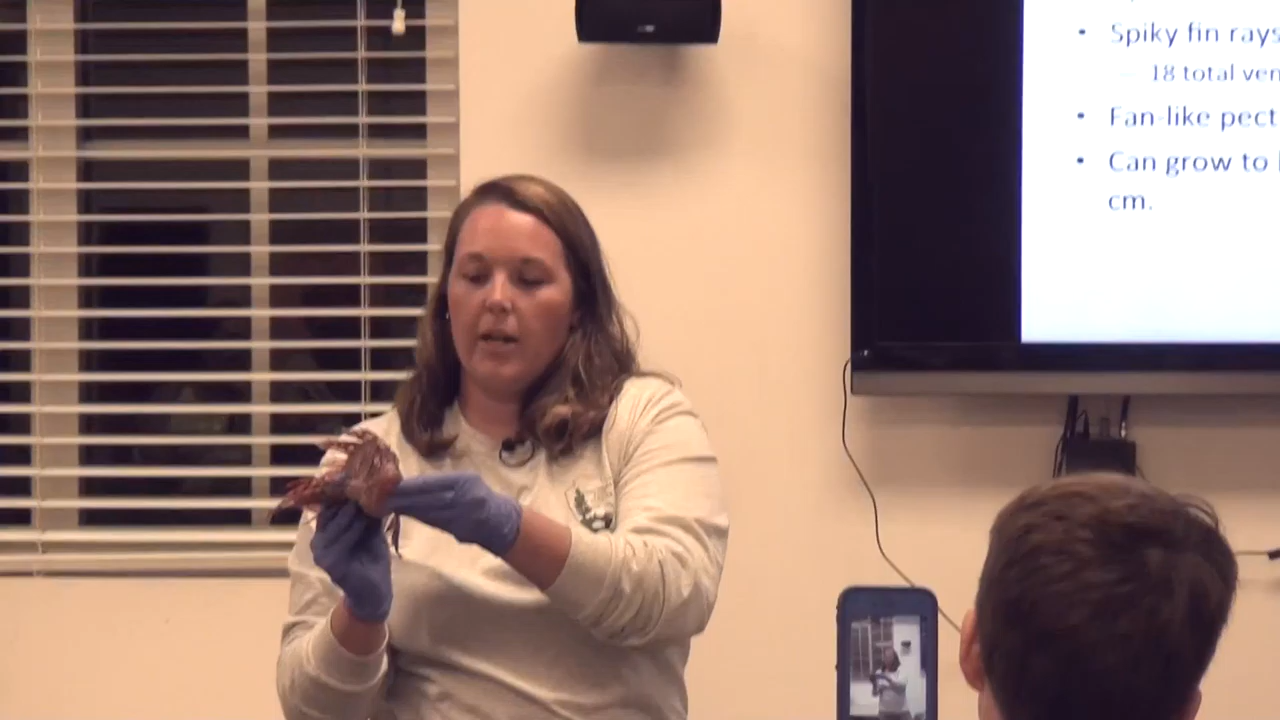 Spiky fin rays
18 total ven
Fan-like pect
Can grow to
cm.